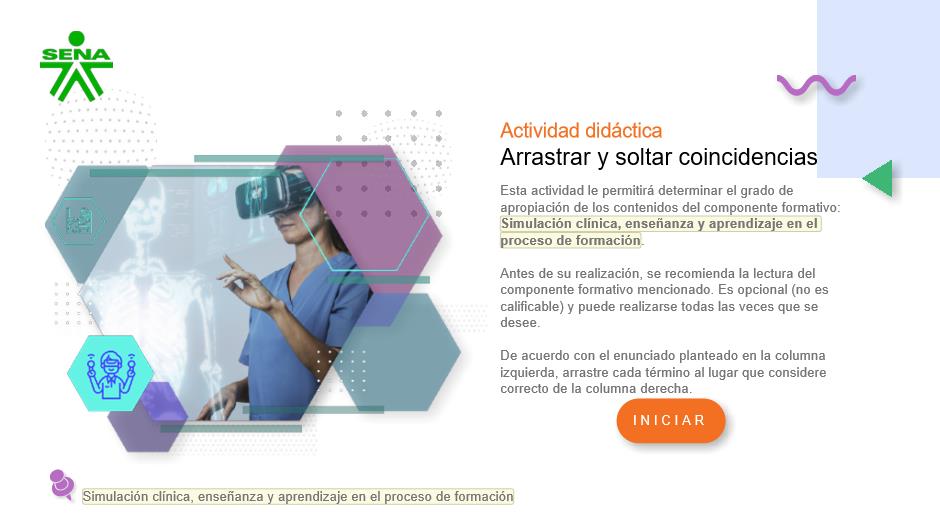 SENA
Actividad didáctica
Arrastrar y soltar coincidencias
Esta actividad le permitirá determinar el grado de
apropiación de los contenidos del componente formativo:
Simulación clínica, enseñanza y aprendizaje en el
proceso de formación.
Antes de su realización, se recomienda la lectura del
componente formativo mencionado. Es opcional (no es
calificable) y puede realizarse todas las veces que se
desee.
De acuerdo con el enunciado planteado en la columna
izquierda, arrastre cada término al lugar que considere
correcto de la columna derecha.
INICIAR
Simulación clínica, enseñanza y aprendizaje en el proceso de formación